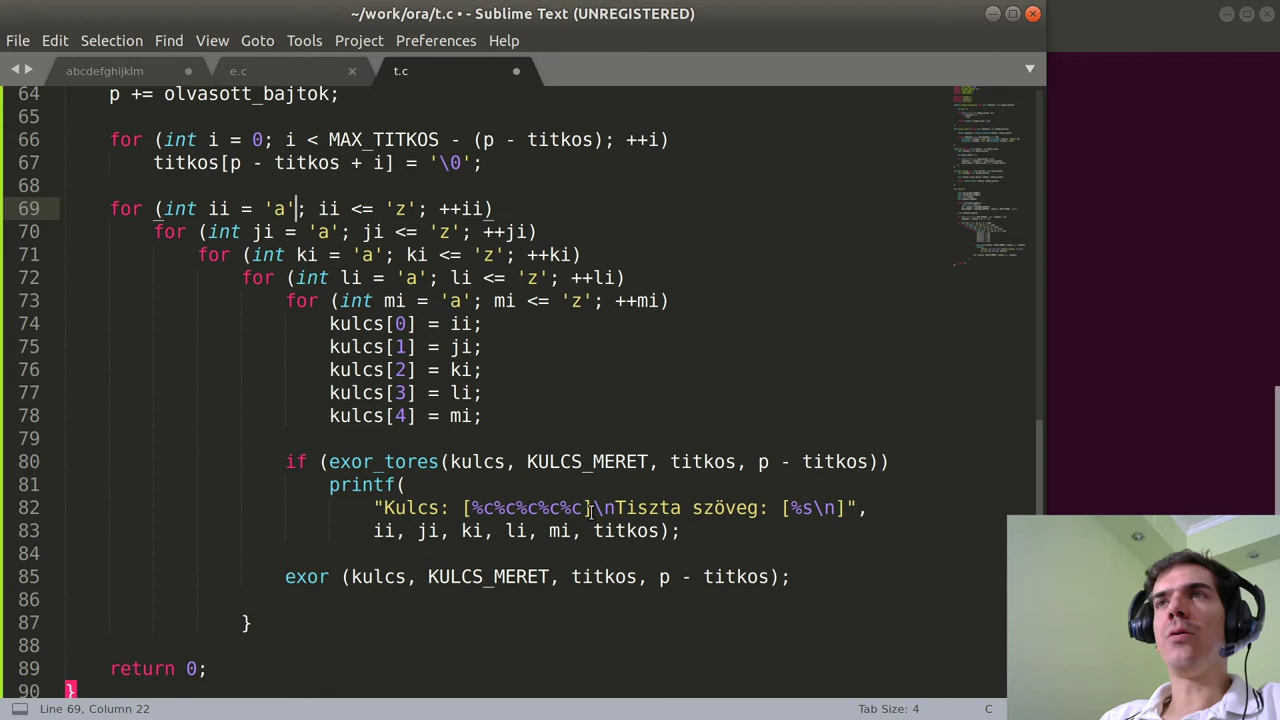 ~/work/ora/t.c • - Sublime Text (UNREGISTERED)
File Edit Selection Find View Goto Tools Project Preferences Help
abcdefghijklm e.c t.c
64 p += olvasott_bajtok;
65
66 for (int i = 0; i < MAX_TITKOS - (p - titkos); ++i)
67 titkos[p - titkos + i] = '\0';
68
69 for (int ii = 'a'; ii <= 'z'; ++ii)
70 for (int ji = 'a'; ji <= 'z'; ++ji)
71 for (int ki = 'a'; ki <= 'z'; ++ki)
72 for (int li = 'a'; li <= 'z'; ++li)
73 for (int mi = 'a'; mi <= 'z'; ++mi)
74 kulcs[0] = ii;
75 kulcs[1] = ji;
76 kulcs[2] = ki;
77 kulcs[3] = li;
78 kulcs[4] = mi;
79
80 if (exor_tores(kulcs, KULCS_MERET, titkos, p - titkos))
81 printf(
82 "Kulcs: [%c%c%c%c%c]\nTiszta szöveg: [%s\n]",
83 ii, ji, ki, li, mi, titkos);
84
85 exor (kulcs, KULCS_MERET, titkos, p - titkos);
86
87 }
88
89 return 0;
90 }
Line 69, Column 22 Tab Size: 4 C